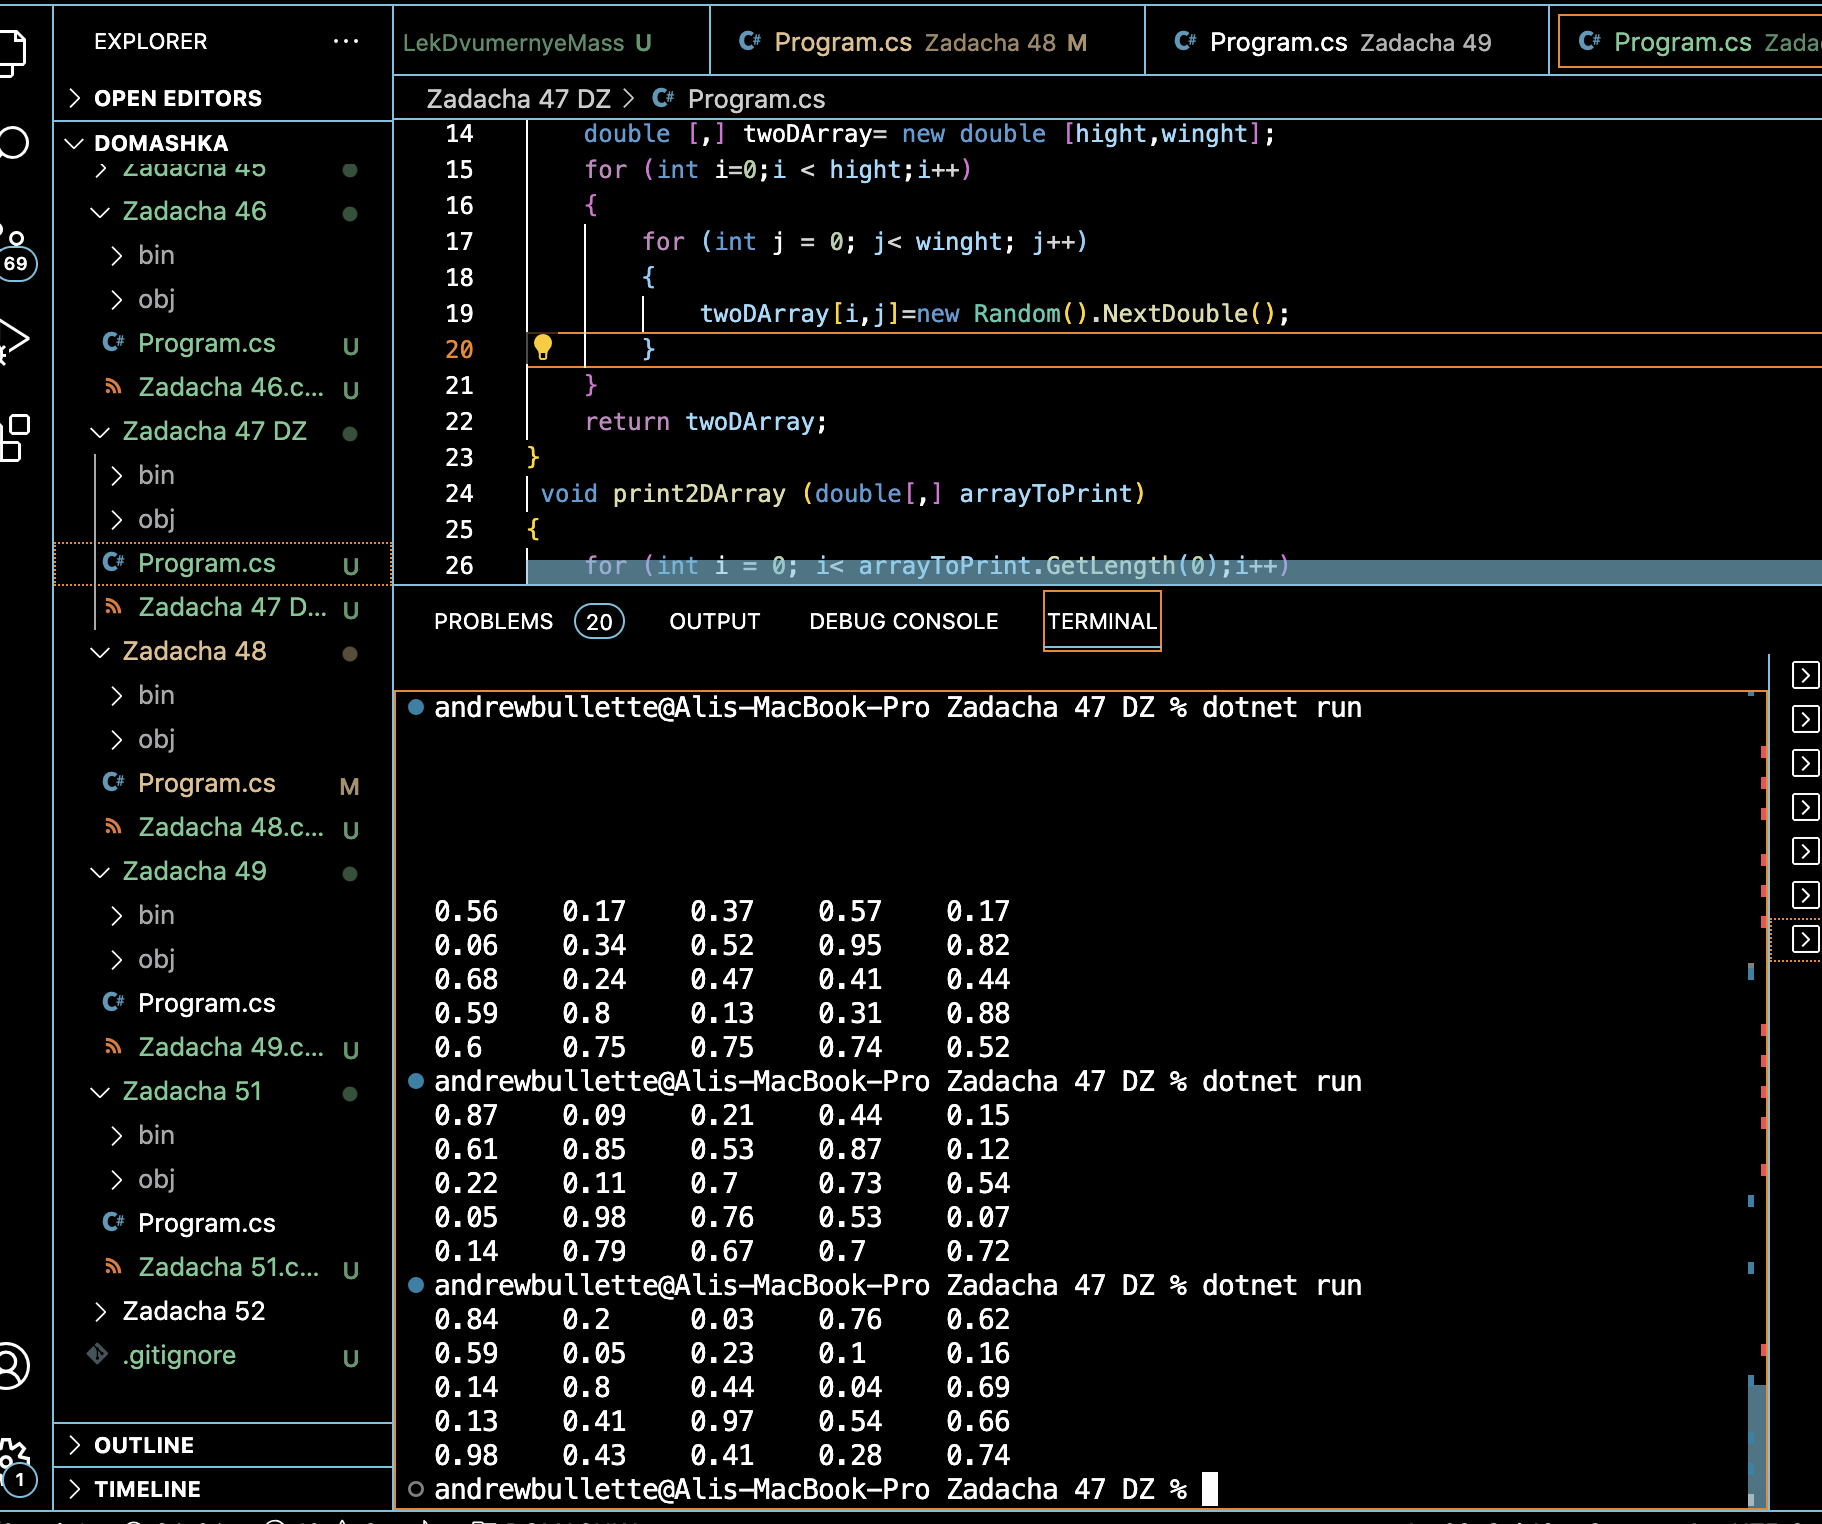 EXPLORER
OPEN EDITORS
DOMASHKA
Zadacha 45
Zadacha 46
bin
obj
C# Program.cs U
Zadacha 46.c... U
Zadacha 47 DZ
bin
obj
C# Program.cs U
Zadacha 47 D... U
Zadacha 48
bin
obj
C# Program.cs M
Zadacha 48.c... U
Zadacha 49
bin
obj
C# Program.cs
Zadacha 49.c... U
Zadacha 51
bin
obj
C# Program.cs
Zadacha 51.c... U
Zadacha 52
.gitignore U
OUTLINE
TIMELINE
69
1
LekDvumernyeMass U
C# Program.cs Zadacha 48 M
C# Program.cs Zadacha 49
C# Program.cs Zada
Zadacha 47 DZ > C# Program.cs
14 double [,] twoDArray= new double [hight,winght];
15 for (int i=0;i < hight;i++)
16 {
17 for (int j = 0; j< winght; j++)
18 {
19 twoDArray[i,j]=new Random().NextDouble();
20 }
21 }
22 return twoDArray;
23 }
24 void print2DArray (double[,] arrayToPrint)
25 {
26 for (int i = 0; i< arrayToPrint.GetLength(0);i++)
PROBLEMS 20 OUTPUT DEBUG CONSOLE TERMINAL
andrewbullette@Alis-MacBook-Pro Zadacha 47 DZ % dotnet run
0.56 0.17 0.37 0.57 0.17
0.06 0.34 0.52 0.95 0.82
0.68 0.24 0.47 0.41 0.44
0.59 0.8 0.13 0.31 0.88
0.6 0.75 0.75 0.74 0.52
andrewbullette@Alis-MacBook-Pro Zadacha 47 DZ % dotnet run
0.87 0.09 0.21 0.44 0.15
0.61 0.85 0.53 0.87 0.12
0.22 0.11 0.7 0.73 0.54
0.05 0.98 0.76 0.53 0.07
0.14 0.79 0.67 0.7 0.72
andrewbullette@Alis-MacBook-Pro Zadacha 47 DZ % dotnet run
0.84 0.2 0.03 0.76 0.62
0.59 0.05 0.23 0.1 0.16
0.14 0.8 0.44 0.04 0.69
0.13 0.41 0.97 0.54 0.66
0.98 0.43 0.41 0.28 0.74
andrewbullette@Alis-MacBook-Pro Zadacha 47 DZ %